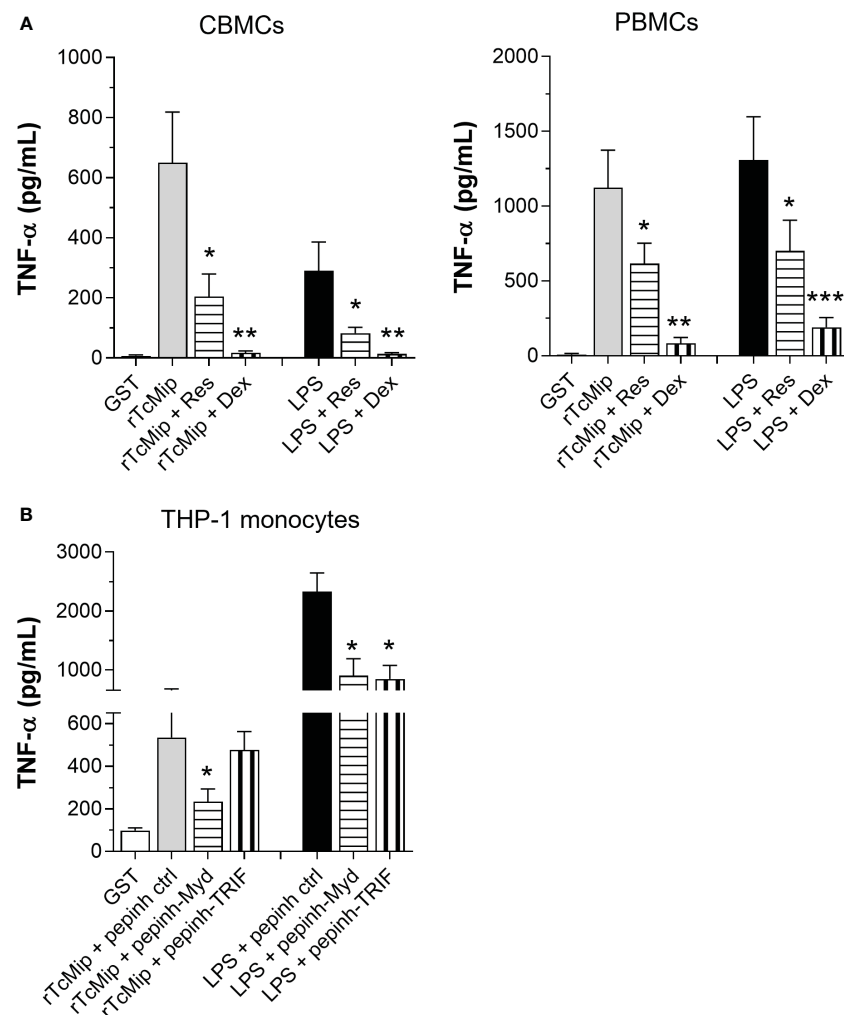 A
CBMCs
TNF-α (pg/mL)
1000
800
600
400
200
0
*
**
*
**
GST
rTcMip
rTcMip + Res
rTcMip + Dex
LPS
LPS + Res
LPS + Dex
PBMCs
TNF-α (pg/mL)
2000
1500
1000
500
0
*
**
*
***
GST
rTcMip
rTcMip + Res
rTcMip + Dex
LPS
LPS + Res
LPS + Dex
B
THP-1 monocytes
TNF-α (pg/mL)
3000
2000
1000
600
400
200
0
*
*
*
GST
rTcMip + pepinh ctrl
rTcMip + pepinh-Myd
rTcMip + pepinh-TRIF
LPS + pepinh ctrl
LPS + pepinh-Myd
LPS + pepinh-TRIF